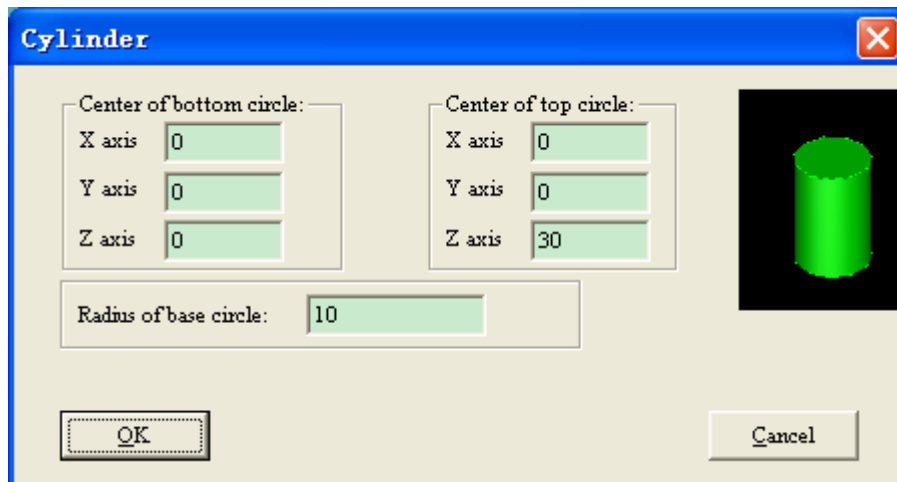 Cylinder
Center of bottom circle:
X axis 0
Y axis 0
Z axis 0
Center of top circle:
X axis 0
Y axis 0
Z axis 30
Radius of base circle: 10
OK
Cancel